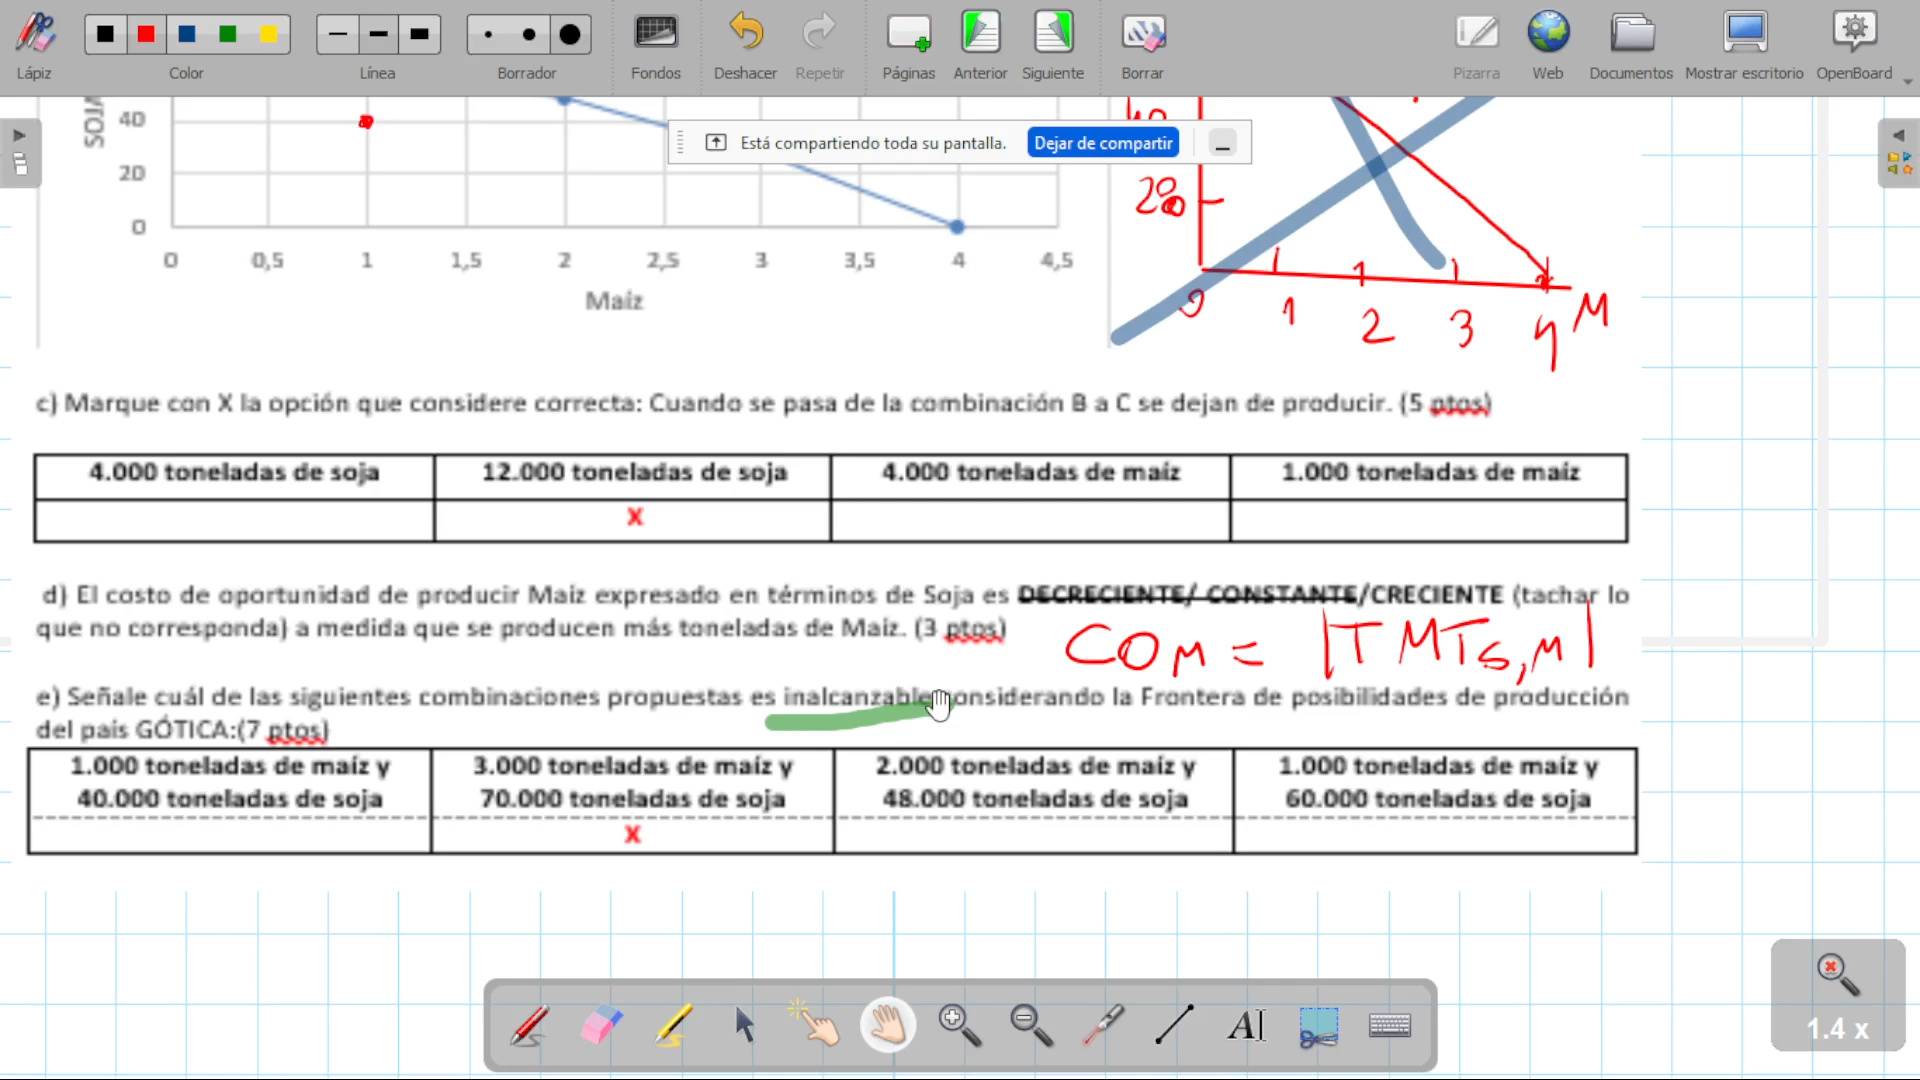 Lápiz
Color
Línea
Borrador
Fondos
Deshacer
Repetir
Páginas
Anterior
Siguiente
Borrar
Pizarra
Web
Documentos
Mostrar escritorio
OpenBoard
Está compartiendo toda su pantalla. Dejar de compartir
SOJA
40
20
0
0 0,5 1 1,5 2 2,5 3 3,5 4 4,5
Maíz
20
0 1 2 3 4 M
c) Marque con X la opción que considere correcta: Cuando se pasa de la combinación B a C se dejan de producir. (5 ptos)
4.000 toneladas de soja 12.000 toneladas de soja 4.000 toneladas de maíz 1.000 toneladas de maíz
X
d) El costo de oportunidad de producir Maíz expresado en términos de Soja es DECRECIENTE/ CONSTANTE/CRECIENTE (tachar lo
que no corresponda) a medida que se producen más toneladas de Maíz. (3 ptos)
COM = |TMTS,M|
e) Señale cuál de las siguientes combinaciones propuestas es inalcanzable considerando la Frontera de posibilidades de producción
del país GÓTICA:(7 ptos)
1.000 toneladas de maíz y 3.000 toneladas de maíz y 2.000 toneladas de maíz y 1.000 toneladas de maíz y
40.000 toneladas de soja 70.000 toneladas de soja 48.000 toneladas de soja 60.000 toneladas de soja
X
1.4 x